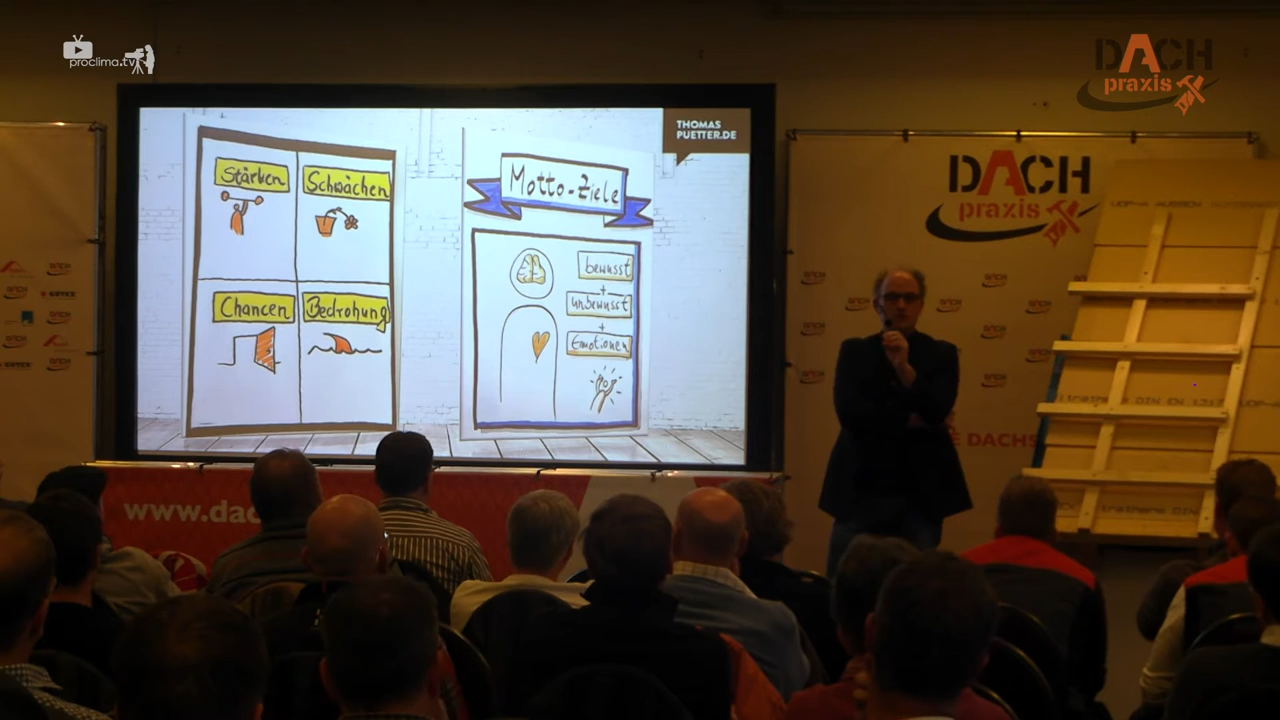 proclima.tv
DACH
praxis
THOMAS
PUETTER.DE
Stärken
Schwächen
Chancen
Bedrohung
Motto-Ziele
bewusst
+
unbewusst
+
Emotionen
DACH
praxis
UDP-A
DACHS
www.dac